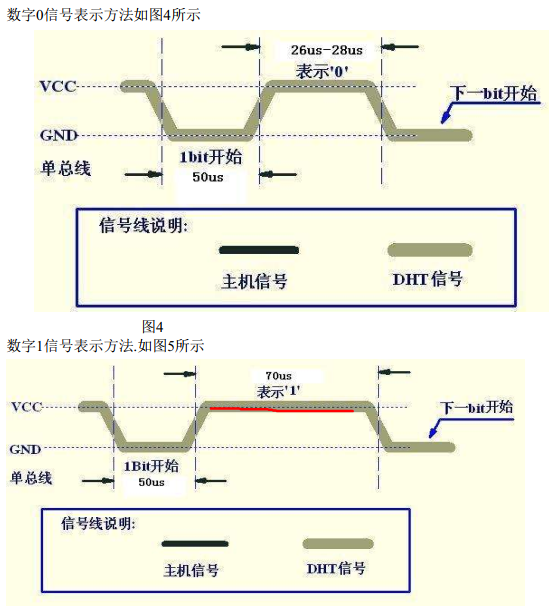 数字0信号表示方法如图4所示
26us-28us
表示'0'
VCC
下一bit开始
GND
1bit开始
单总线
50us
信号线说明:
主机信号
DHT信号
图4
数字1信号表示方法.如图5所示
70us
表示'1'
VCC
下一bit开始
GND
1Bit开始
单总线
50us
信号线说明:
主机信号
DHT信号